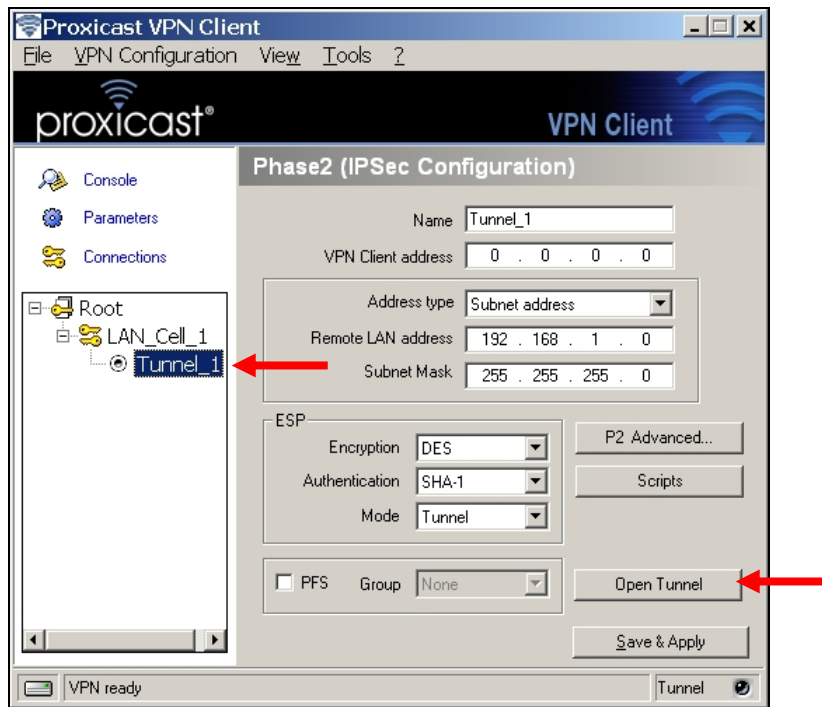 Proxicast VPN Client
File VPN Configuration View Tools ?
proxicast®
VPN Client
Console
Parameters
Connections
Root
LAN_Cell_1
Tunnel_1
Phase2 (IPSec Configuration)
Name Tunnel_1
VPN Client address 0 . 0 . 0 . 0
Address type Subnet address
Remote LAN address 192 . 168 . 1 . 0
Subnet Mask 255 . 255 . 255 . 0
ESP
Encryption DES
Authentication SHA-1
Mode Tunnel
P2 Advanced...
Scripts
PFS Group None
Open Tunnel
Save & Apply
VPN ready
Tunnel